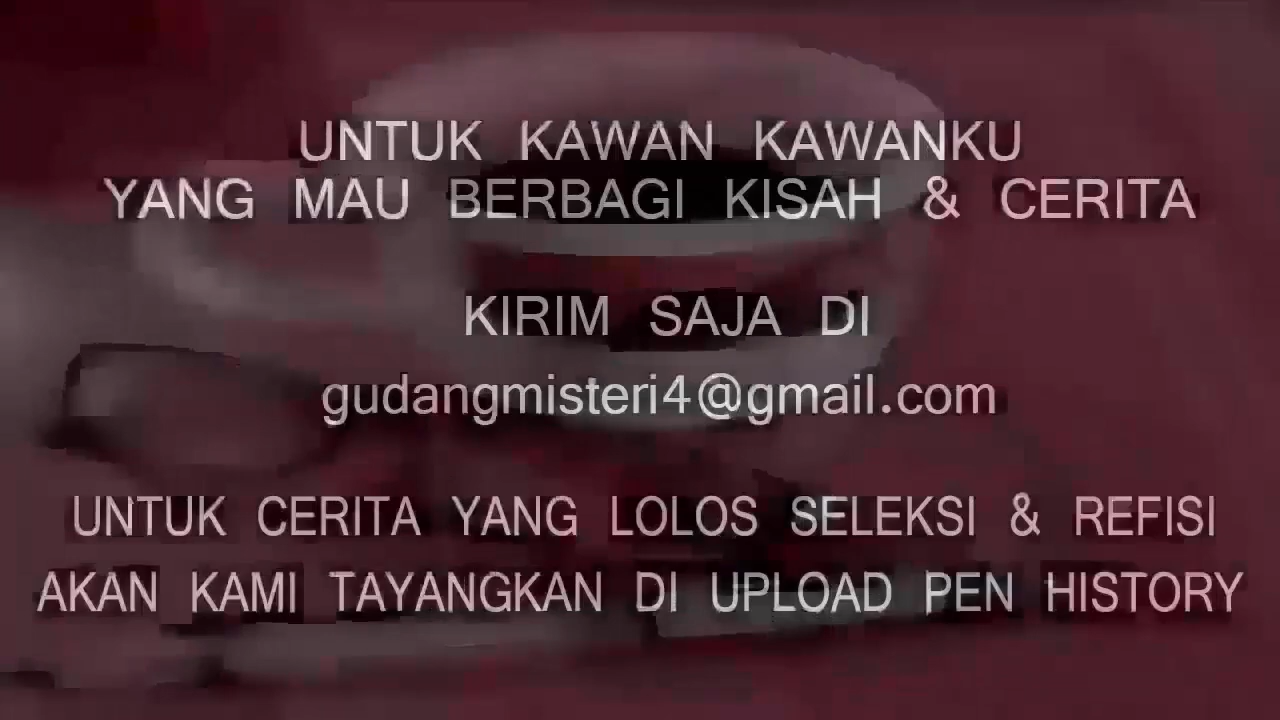 UNTUK KAWAN KAWANKU
YANG MAU BERBAGI KISAH & CERITA
KIRIM SAJA DI
gudangmisteri4@gmail.com
UNTUK CERITA YANG LOLOS SELEKSI & REFISI
AKAN KAMI TAYANGKAN DI UPLOAD PEN HISTORY